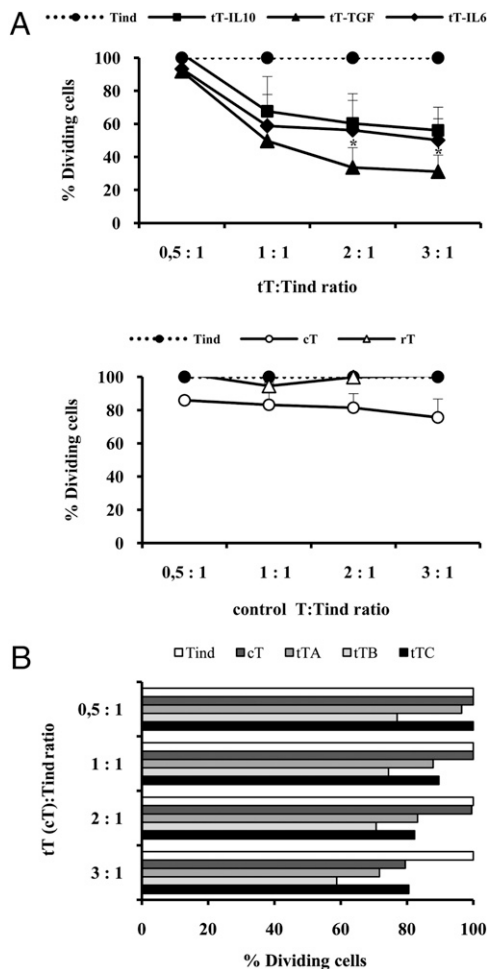 A
Tind tT-IL10 tT-TGF tT-IL6
100
80
60
40
20
0
% Dividing cells
*
*
0,5 : 1 1 : 1 2 : 1 3 : 1
tT:Tind ratio
Tind cT rT
100
80
60
40
20
0
% Dividing cells
0,5 : 1 1 : 1 2 : 1 3 : 1
control T:Tind ratio
B
Tind cT tTA tTB tTC
tT (cT):Tind ratio
0,5 : 1
1 : 1
2 : 1
3 : 1
0 20 40 60 80 100
% Dividing cells